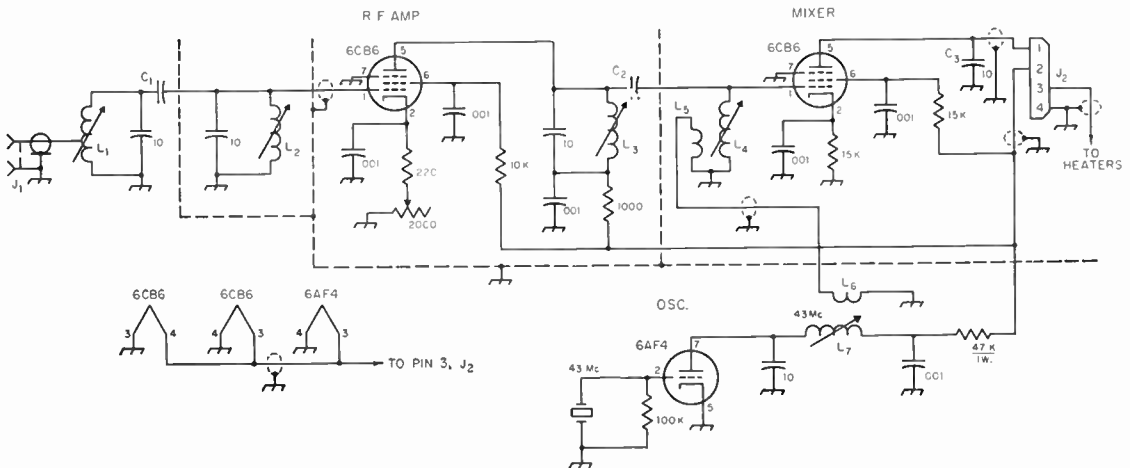 R F AMP
MIXER
6CB6
6CB6
5
7
6
1
2
5
7
6
1
2
C1
C2
C3
10
1
2
3
4
J2
10
10
L1
L2
J1
.001
.001
220
2000
10K
10
L3
.001
1000
L5
L4
.001
15K
.001
15K
TO
HEATERS
6CB6
6CB6
6AF4
3
4
4
3
4
3
TO PIN 3, J2
OSC.
L6
43 Mc
L7
6AF4
7
2
5
43 Mc
100K
10
.001
47 K
1W.